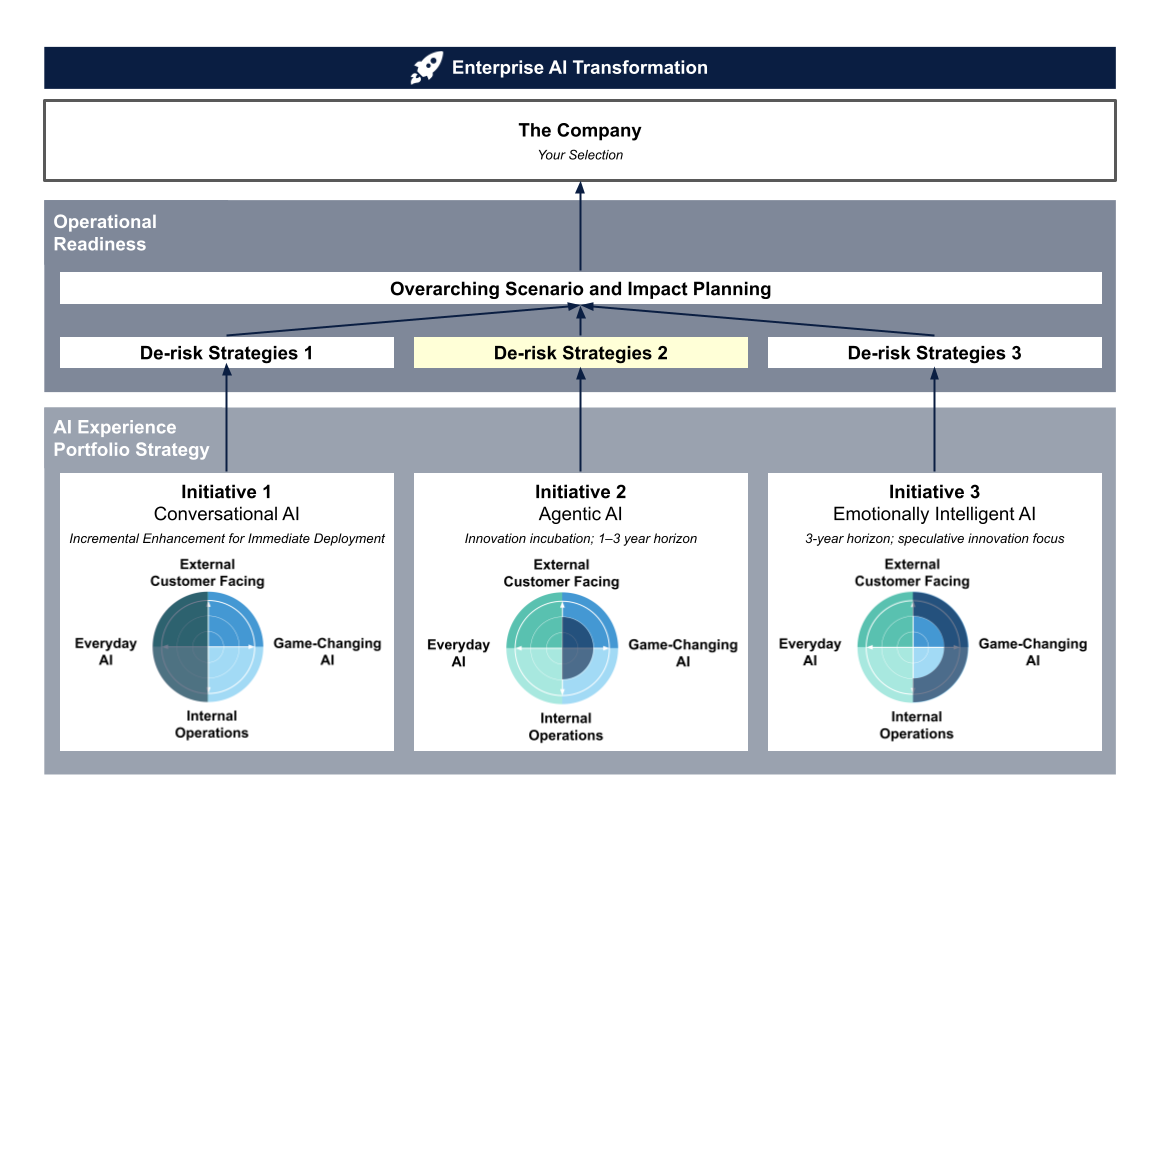 Enterprise AI Transformation
The Company
Your Selection
Operational
Readiness
Overarching Scenario and Impact Planning
De-risk Strategies 1
De-risk Strategies 2
De-risk Strategies 3
AI Experience
Portfolio Strategy
Initiative 1
Conversational AI
Incremental Enhancement for Immediate Deployment
External
Customer Facing
Everyday
AI
Game-Changing
AI
Internal
Operations
Initiative 2
Agentic AI
Innovation incubation; 1–3 year horizon
External
Customer Facing
Everyday
AI
Game-Changing
AI
Internal
Operations
Initiative 3
Emotionally Intelligent AI
3-year horizon; speculative innovation focus
External
Customer Facing
Everyday
AI
Game-Changing
AI
Internal
Operations